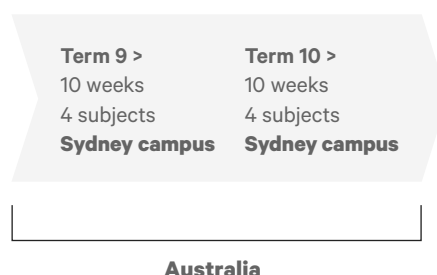 Term 9 > Term 10 >
10 weeks 10 weeks
4 subjects 4 subjects
Sydney campus Sydney campus
Australia